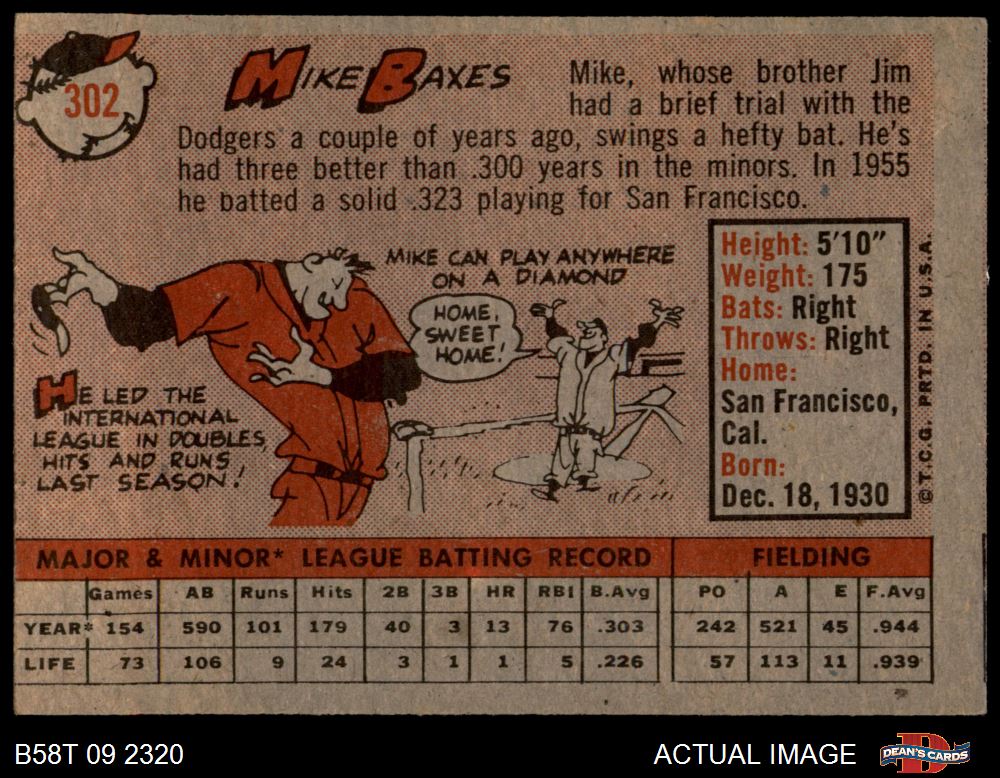 302
MIKE BAXES
Mike, whose brother Jim
had a brief trial with the
Dodgers a couple of years ago, swings a hefty bat. He's
had three better than .300 years in the minors. In 1955
he batted a solid .323 playing for San Francisco.
MIKE CAN PLAY ANYWHERE
ON A DIAMOND
HOME,
SWEET
HOME!
HE LED THE
INTERNATIONAL
LEAGUE IN DOUBLES,
HITS AND RUNS
LAST SEASON!
Height: 5'10"
Weight: 175
Bats: Right
Throws: Right
Home:
San Francisco,
Cal.
Born:
Dec. 18, 1930
© T.C.G. PRTD. IN U.S.A.
MAJOR & MINOR* LEAGUE BATTING RECORD FIELDING
Games AB Runs Hits 2B 3B HR RBI B.Avg PO A E F.Avg
YEAR* 154 590 101 179 40 3 13 76 .303 242 521 45 .944
LIFE 73 106 9 24 3 1 1 5 .226 57 113 11 .939
B58T 09 2320 ACTUAL IMAGE DEAN'S CARDS